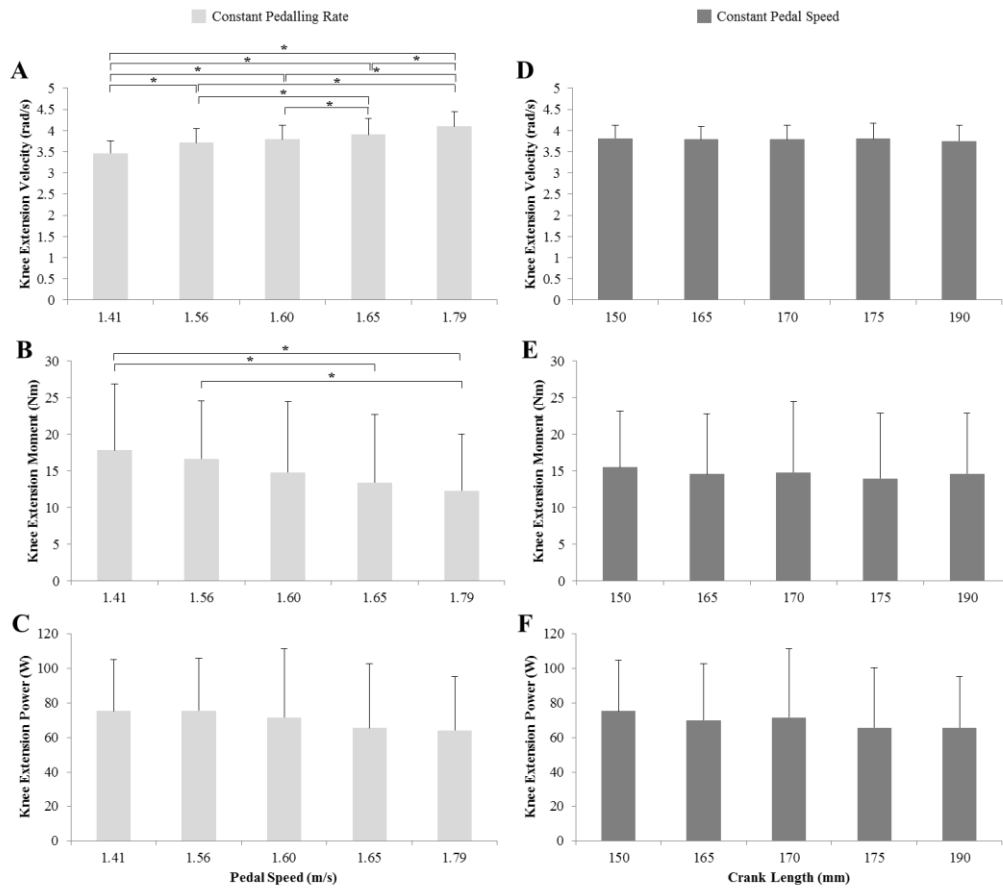 Constant Pedalling Rate
Constant Pedal Speed
A
Knee Extension Velocity (rad/s)
5
4.5
4
3.5
3
2.5
2
1.5
1
0.5
0
*
*
*
*
*
*
*
*
*
1.41 1.56 1.60 1.65 1.79
D
Knee Extension Velocity (rad/s)
5
4.5
4
3.5
3
2.5
2
1.5
1
0.5
0
150 165 170 175 190
B
Knee Extension Moment (Nm)
30
25
20
15
10
5
0
*
*
*
1.41 1.56 1.60 1.65 1.79
E
Knee Extension Moment (Nm)
30
25
20
15
10
5
0
150 165 170 175 190
C
Knee Extension Power (W)
120
100
80
60
40
20
0
1.41 1.56 1.60 1.65 1.79
Pedal Speed (m/s)
F
Knee Extension Power (W)
120
100
80
60
40
20
0
150 165 170 175 190
Crank Length (mm)